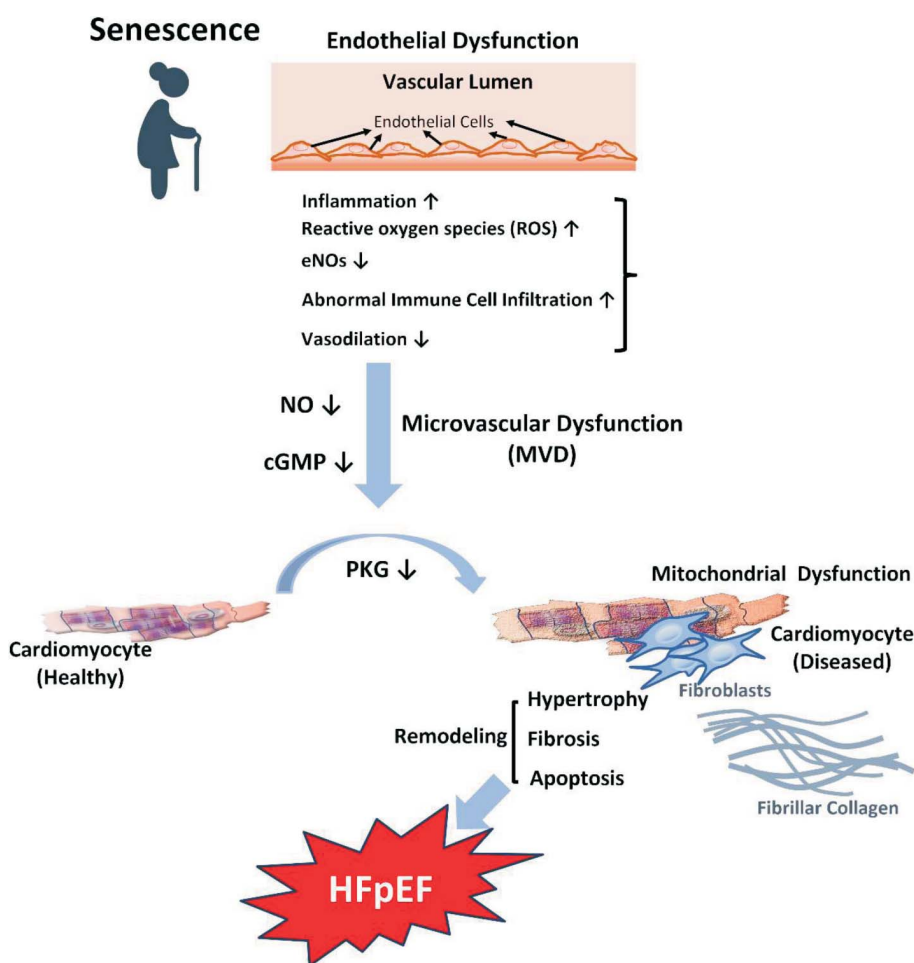 Senescence
Endothelial Dysfunction
Vascular Lumen
Endothelial Cells
Inflammation ↑
Reactive oxygen species (ROS) ↑
eNOs ↓
Abnormal Immune Cell Infiltration ↑
Vasodilation ↓
NO ↓
cGMP ↓
Microvascular Dysfunction
(MVD)
PKG ↓
Mitochondrial Dysfunction
Cardiomyocyte
(Healthy)
Cardiomyocyte
(Diseased)
Fibroblasts
Remodeling
Hypertrophy
Fibrosis
Apoptosis
Fibrillar Collagen
HFpEF